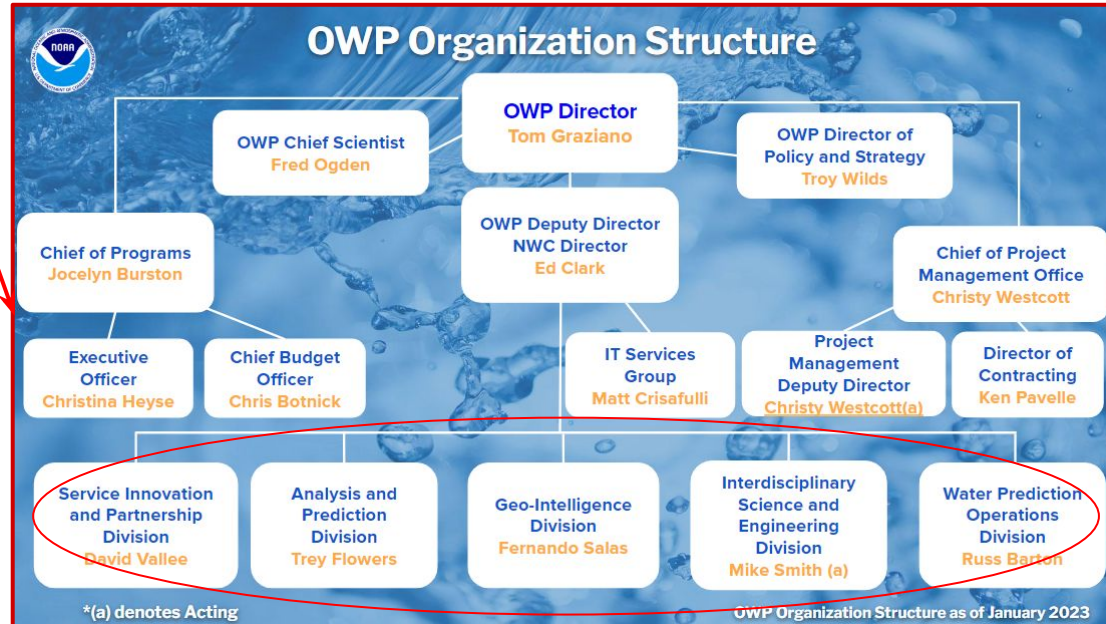 NOAA
OWP Organization Structure
OWP Director
Tom Graziano
OWP Chief Scientist
Fred Ogden
OWP Director of
Policy and Strategy
Troy Wilds
OWP Deputy Director
NWC Director
Ed Clark
Chief of Programs
Jocelyn Burston
Chief of Project
Management Office
Christy Westcott
Executive
Officer
Christina Heyse
Chief Budget
Officer
Chris Botnick
IT Services
Group
Matt Crisafulli
Project
Management
Deputy Director
Christy Westcott(a)
Director of
Contracting
Ken Pavelle
Service Innovation
and Partnership
Division
David Vallee
Analysis and
Prediction
Division
Trey Flowers
Geo-Intelligence
Division
Fernando Salas
Interdisciplinary
Science and
Engineering
Division
Mike Smith (a)
Water Prediction
Operations
Division
Russ Barton
*(a) denotes Acting
OWP Organization Structure as of January 2023